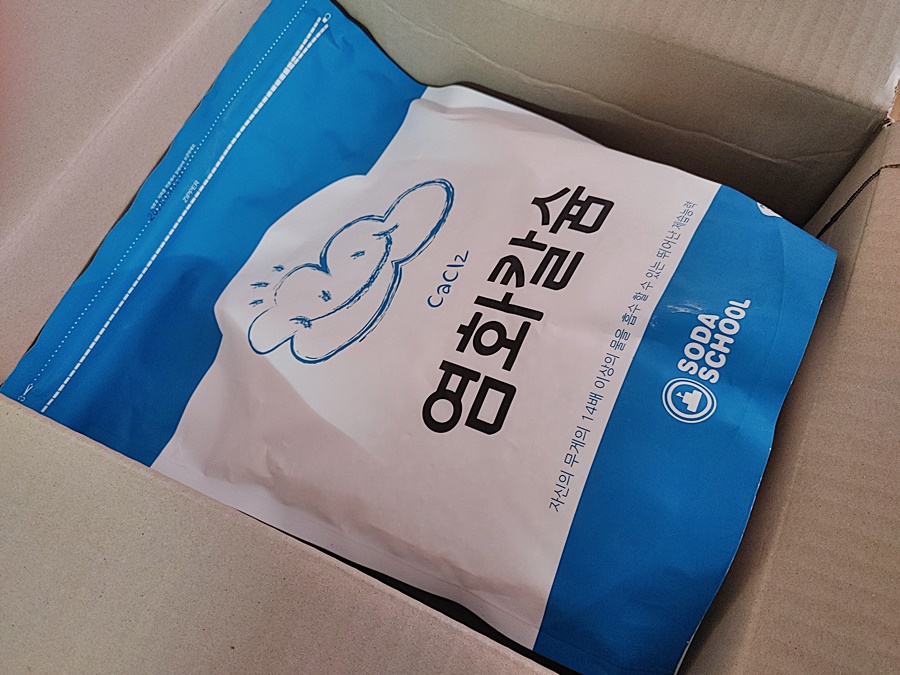 ZIPPER
CaCl2
염화칼슘
자신의 무게의 14배 이상의 물을 흡수 할 수 있는 뛰어난 제습능력
SODA
SCHOOL